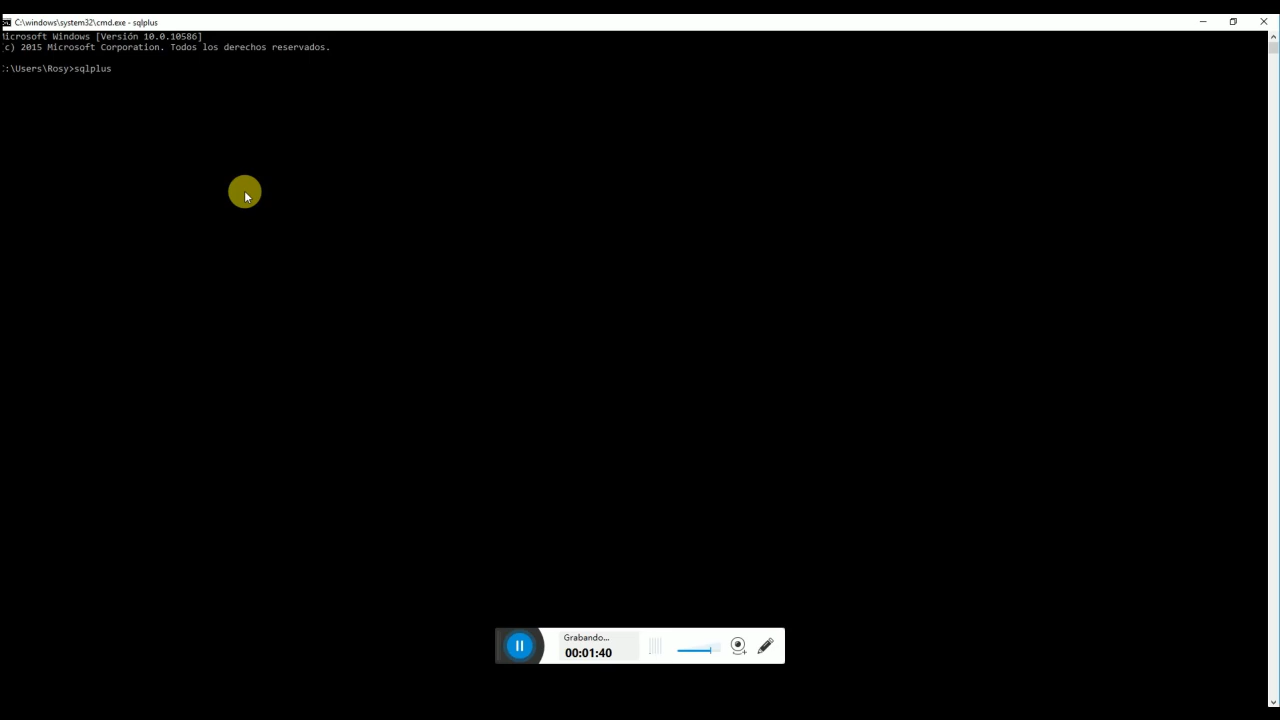 C:\windows\system32\cmd.exe - sqlplus
Microsoft Windows [Versión 10.0.10586]
(c) 2015 Microsoft Corporation. Todos los derechos reservados.
C:\Users\Rosy>sqlplus
Grabando...
00:01:40